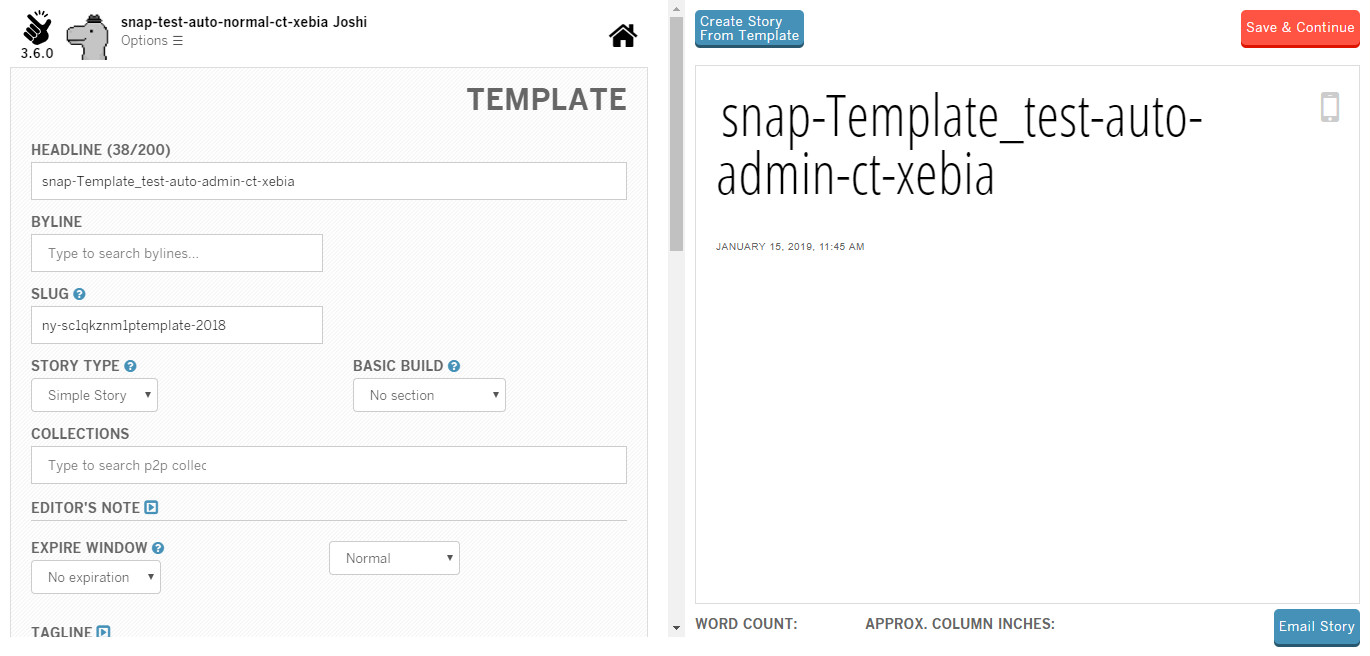 snap-test-auto-normal-ct-xebia Joshi
Options ☰
3.6.0
TEMPLATE
HEADLINE (38/200)
snap-Template_test-auto-admin-ct-xebia
BYLINE
Type to search bylines...
SLUG ?
ny-sc1qkznm1ptemplate-2018
STORY TYPE ? BASIC BUILD ?
Simple Story No section
COLLECTIONS
Type to search p2p collec
EDITOR'S NOTE
EXPIRE WINDOW ?
Normal
No expiration
TAGLINE
Create Story
From Template
Save & Continue
snap-Template_test-auto-
admin-ct-xebia
JANUARY 15, 2019, 11:45 AM
WORD COUNT: APPROX. COLUMN INCHES:
Email Story